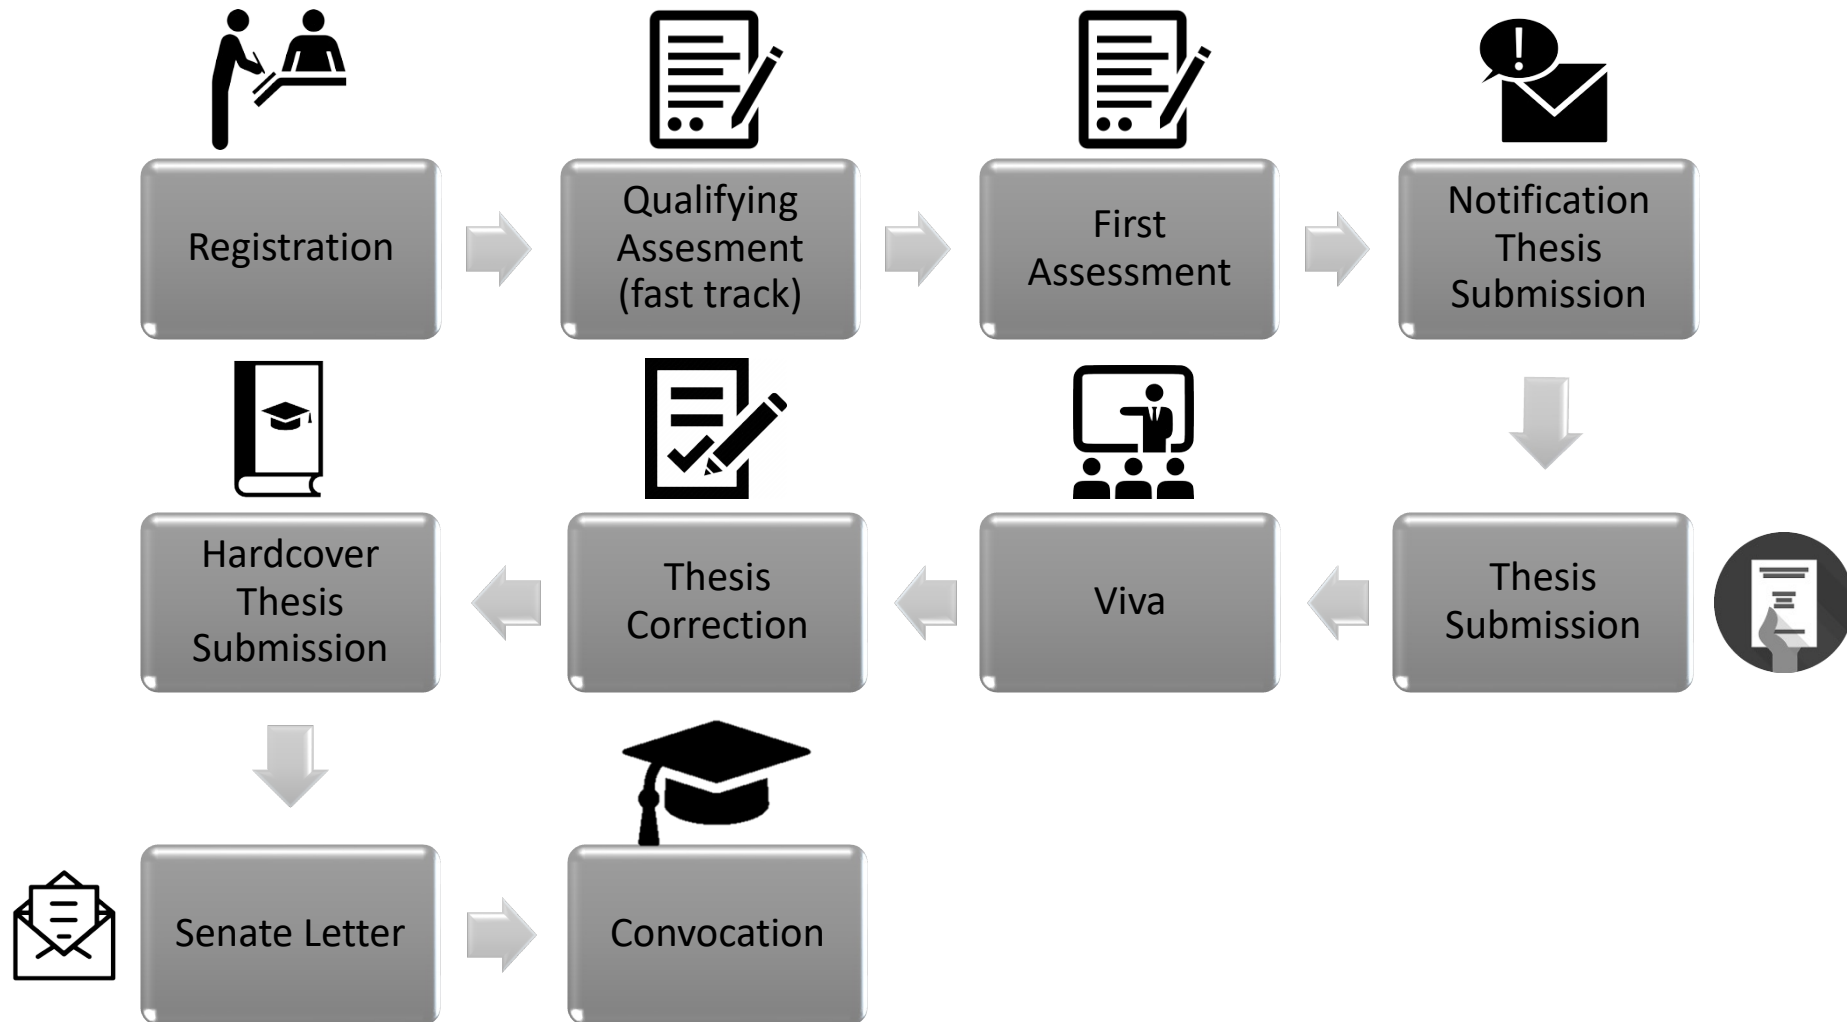 Registration
Qualifying
Assesment
(fast track)
First
Assessment
Notification
Thesis
Submission
Thesis
Submission
Viva
Thesis
Correction
Hardcover
Thesis
Submission
Senate Letter
Convocation